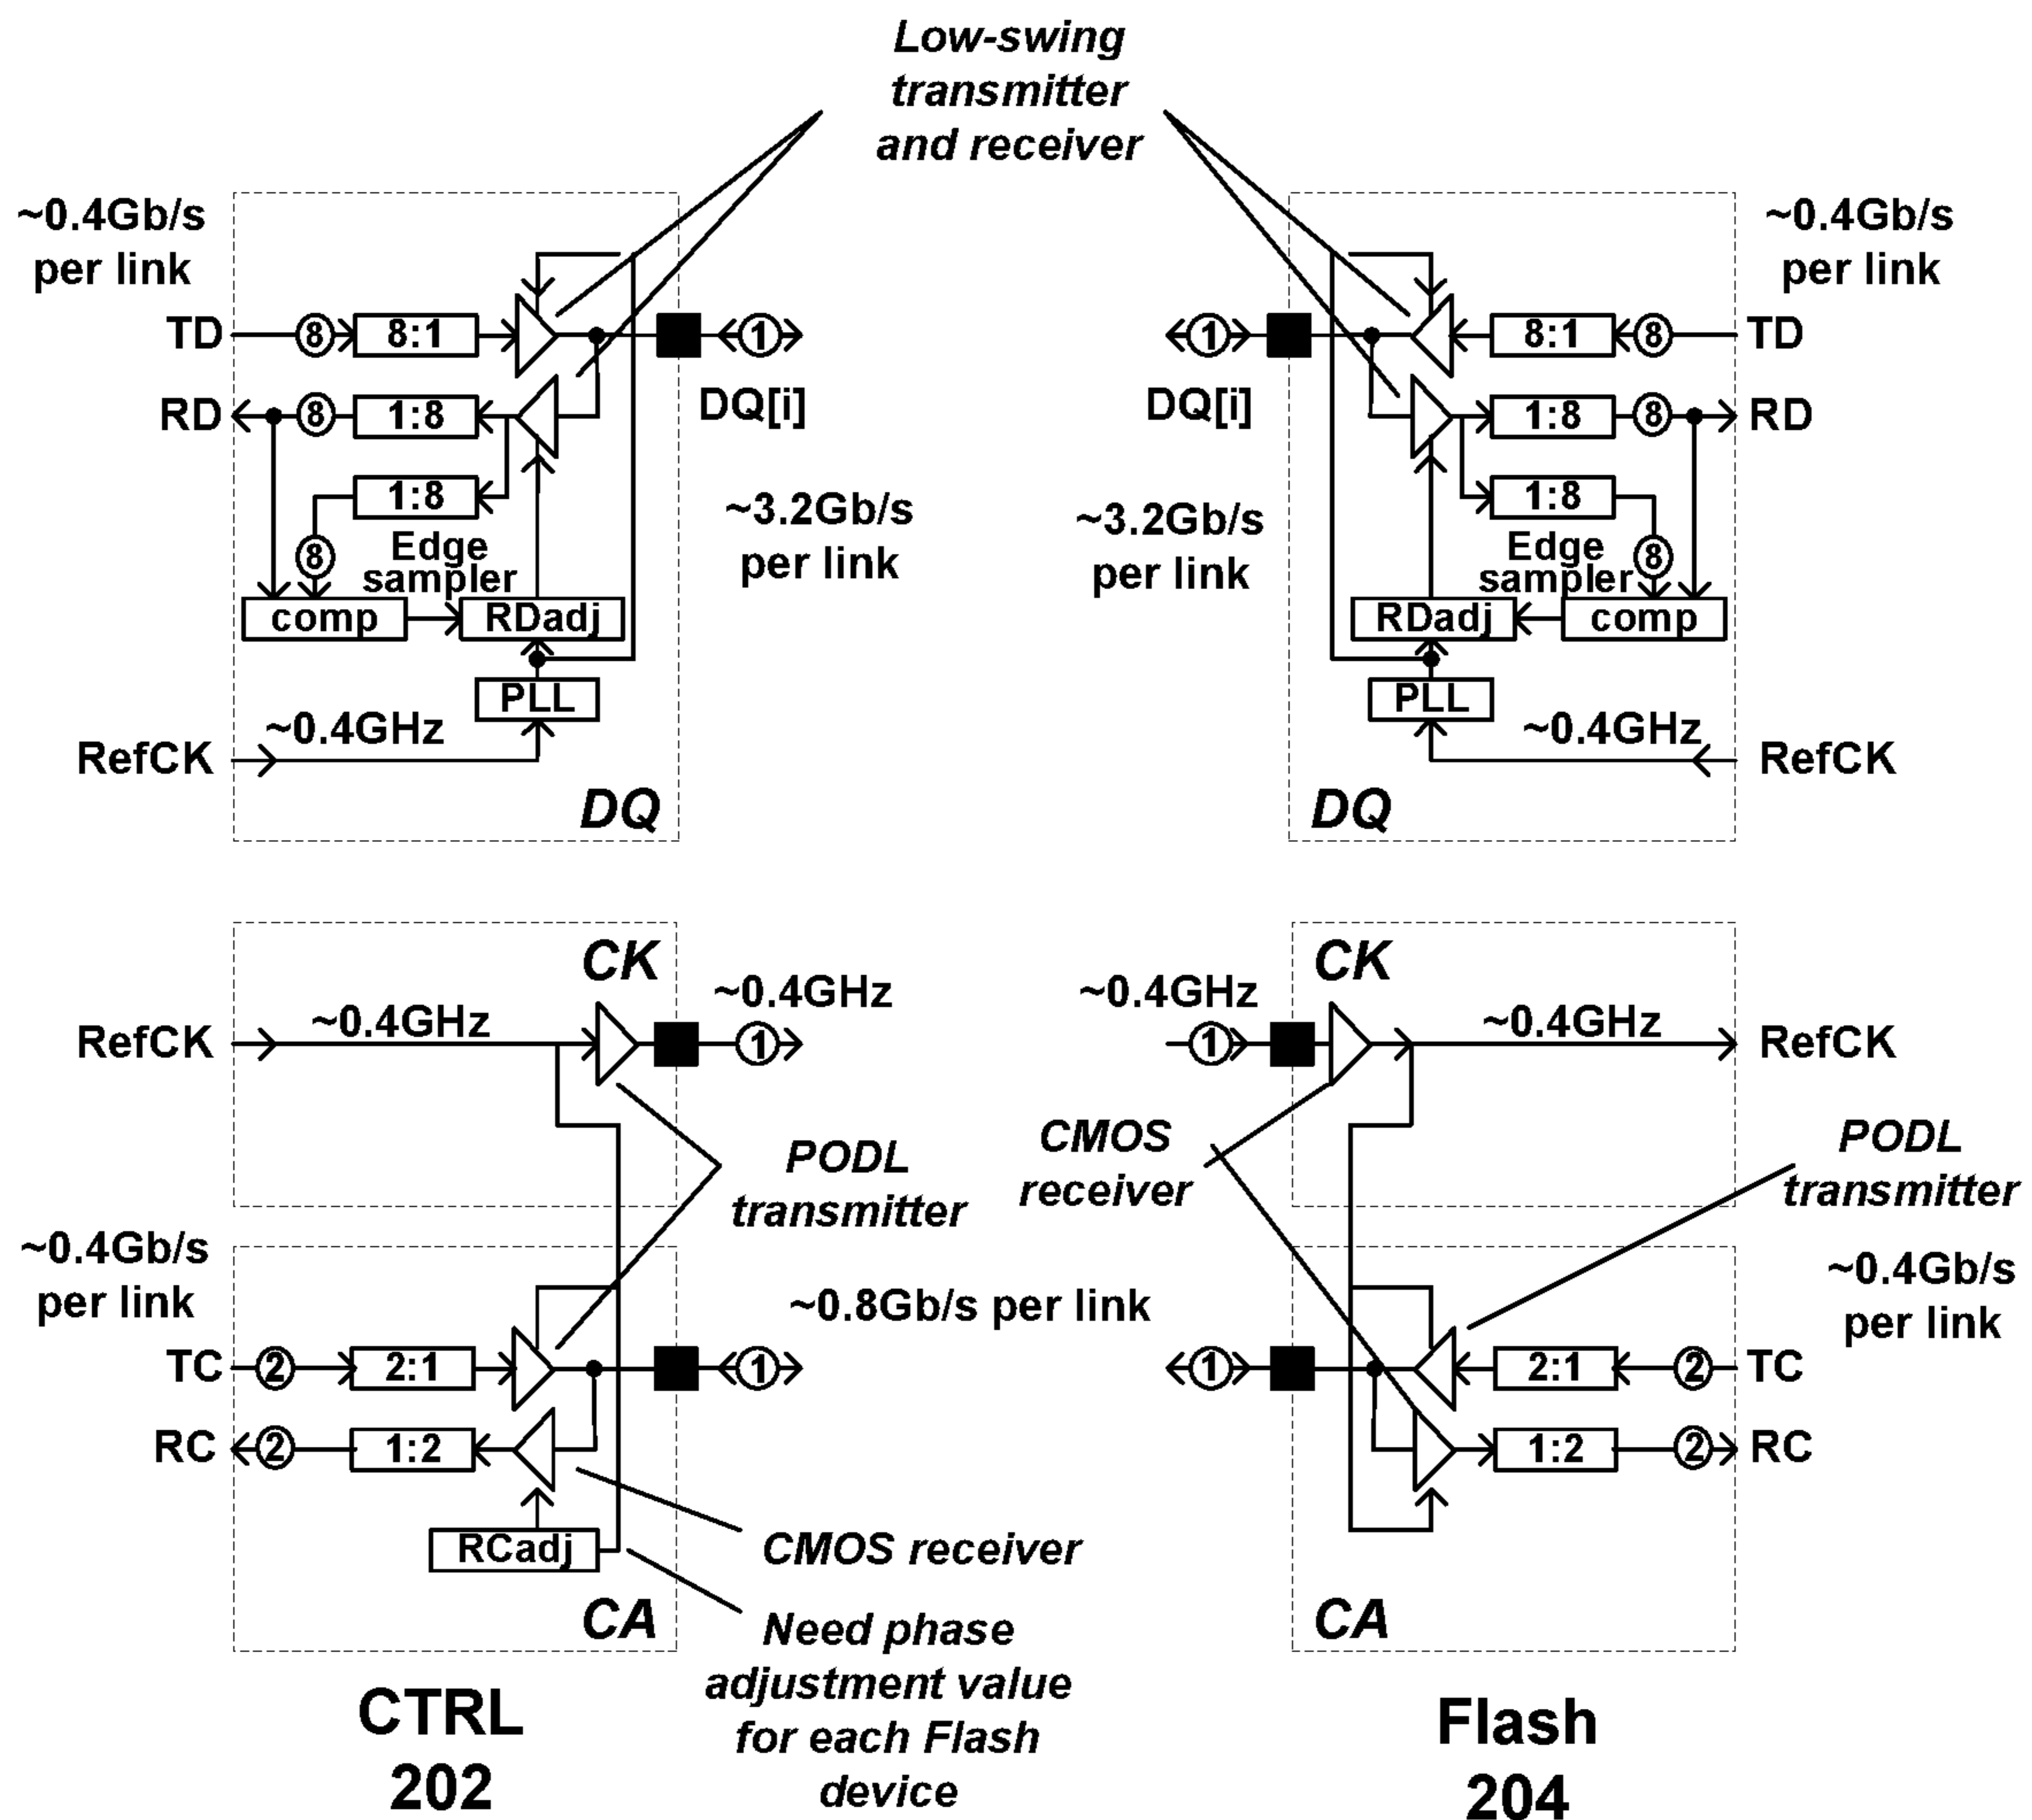 Low-swing
transmitter
and receiver
~0.4Gb/s
per link
TD
8
8:1
1
DQ[i]
RD
8
1:8
1:8
8
Edge
sampler
comp
RDadj
~3.2Gb/s
per link
PLL
~0.4GHz
RefCK
DQ
~0.4Gb/s
per link
1
DQ[i]
8:1
8
TD
1:8
8
RD
1:8
8
Edge
sampler
RDadj
comp
~3.2Gb/s
per link
PLL
~0.4GHz
RefCK
DQ
CK
RefCK
~0.4GHz
~0.4GHz
1
PODL
transmitter
CK
~0.4GHz
1
~0.4GHz
RefCK
CMOS
receiver
PODL
transmitter
~0.4Gb/s
per link
~0.8Gb/s per link
TC
2
2:1
1
RC
2
1:2
RCadj
CMOS receiver
CA
Need phase
adjustment value
for each Flash
device
CTRL
202
~0.4Gb/s
per link
1
2:1
2
TC
1:2
2
RC
CA
Flash
204